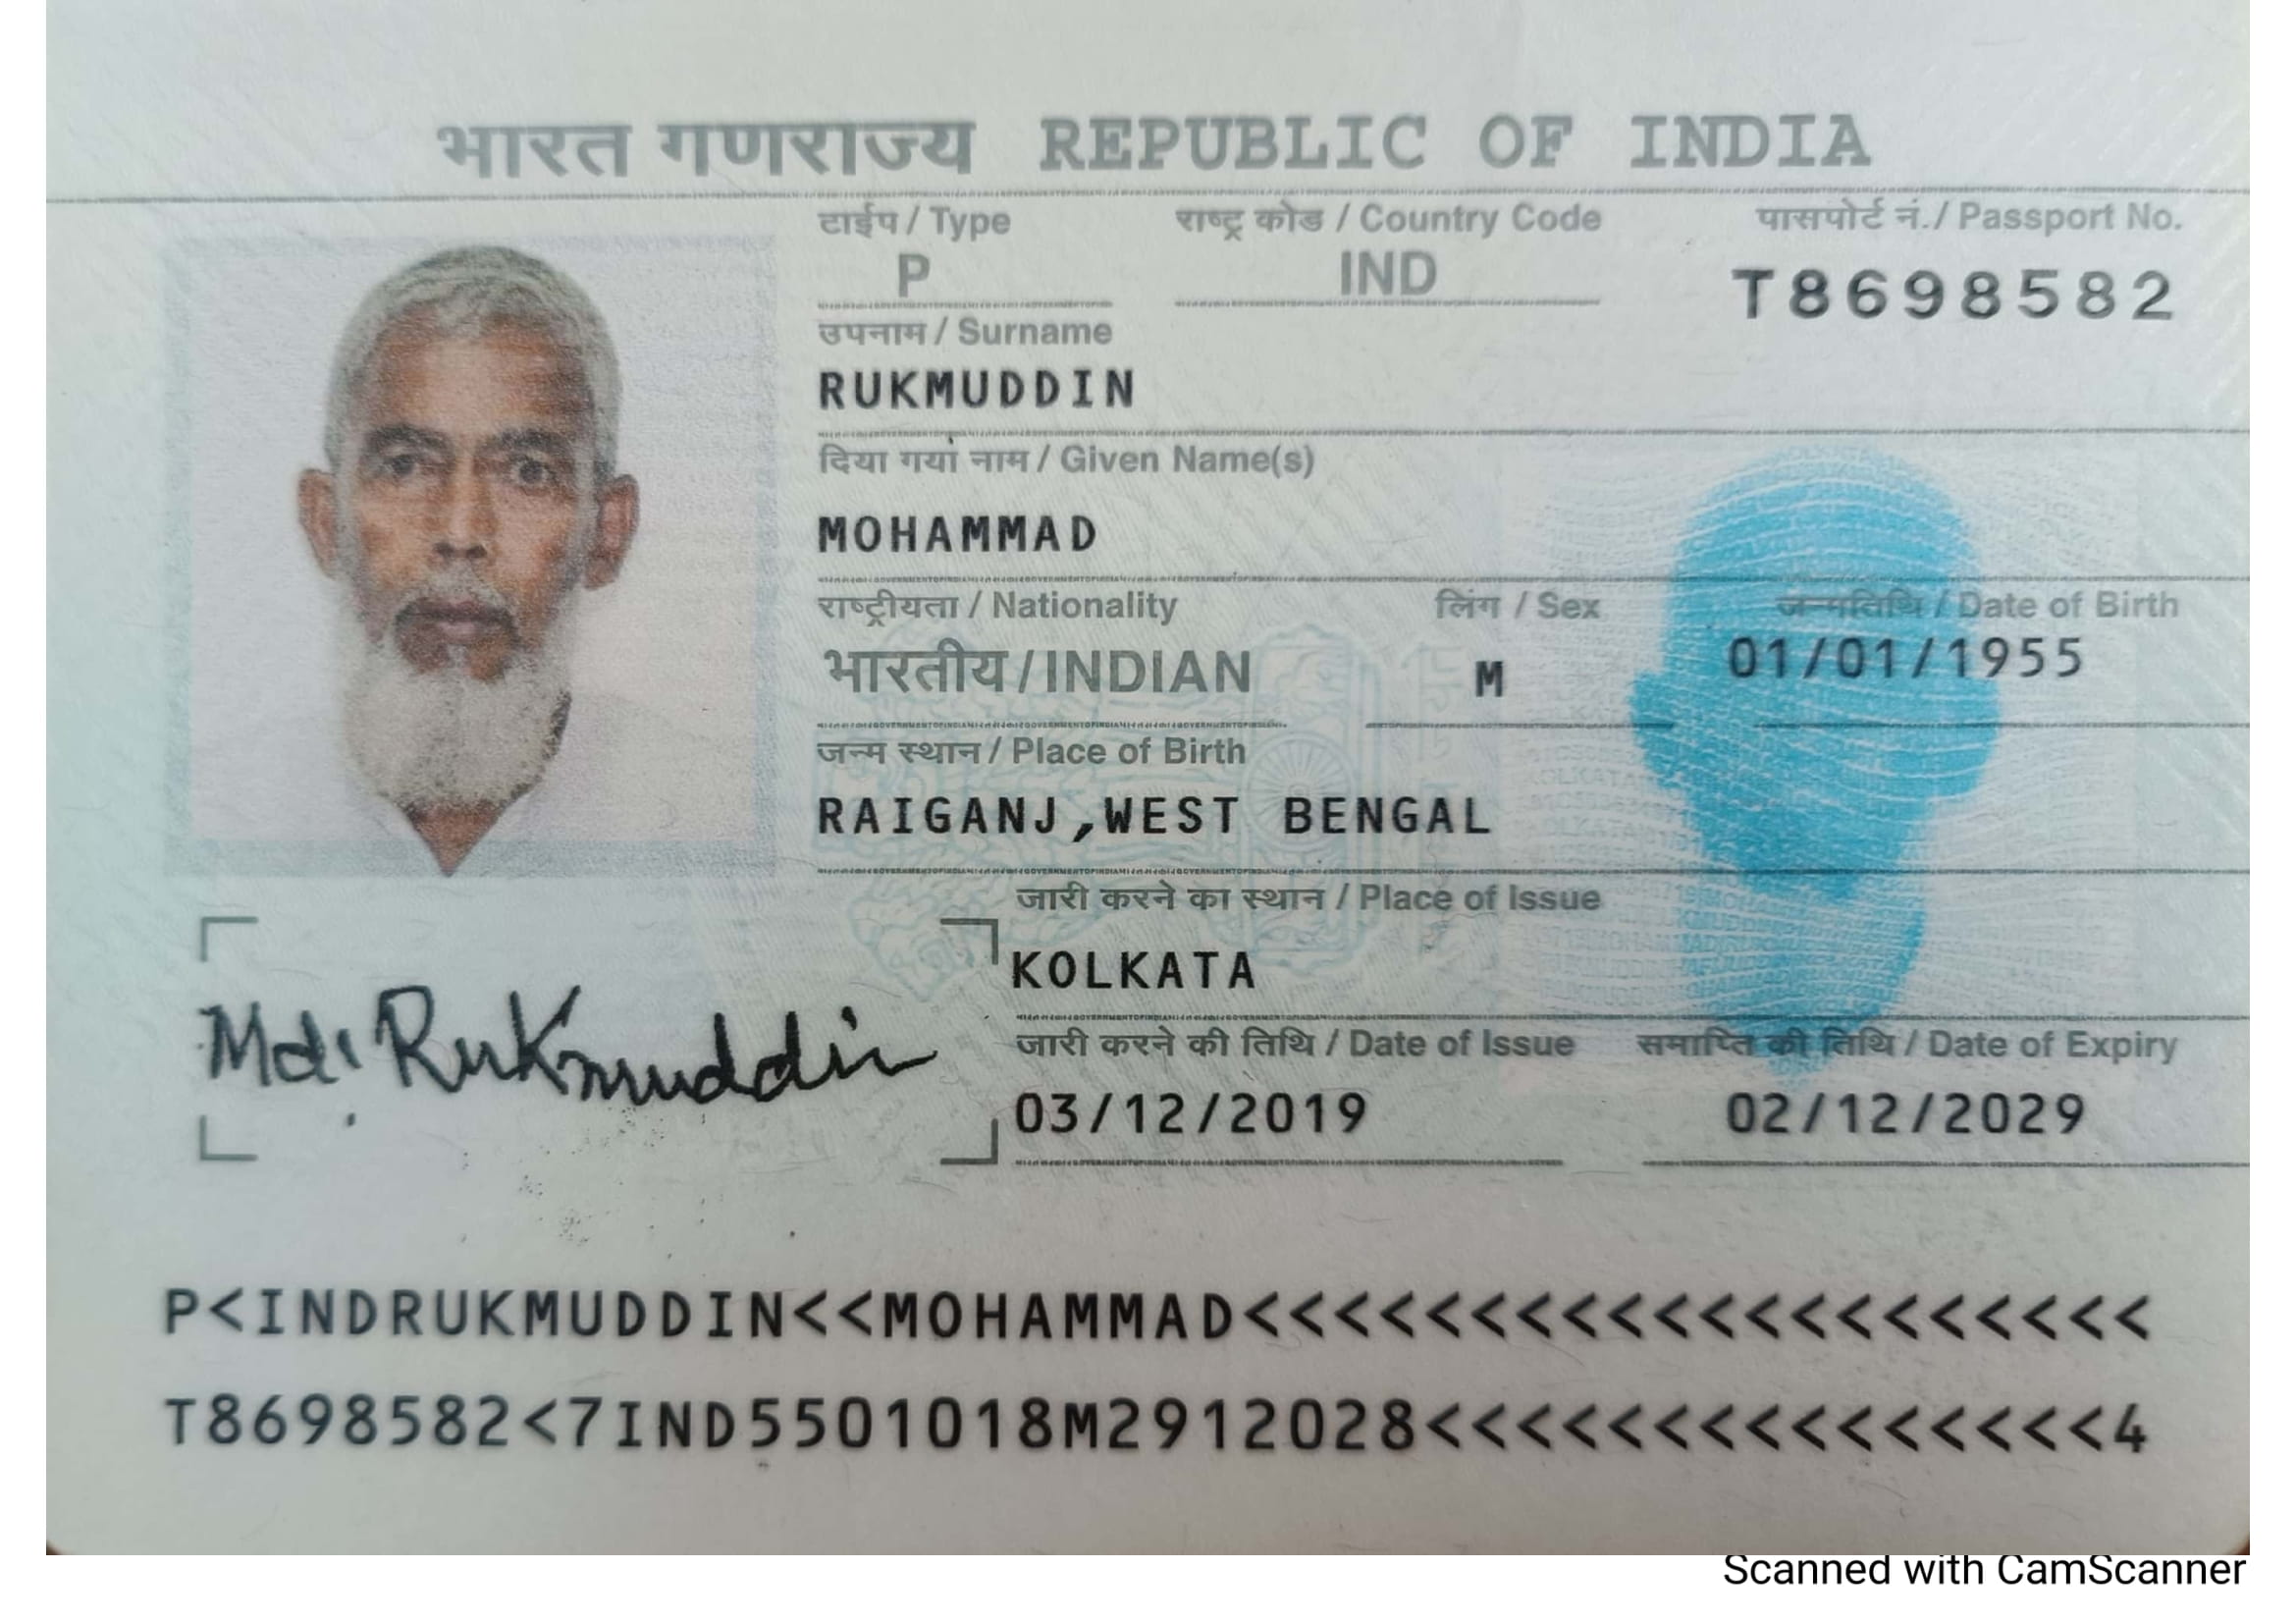 भारत गणराज्य REPUBLIC OF INDIA
टाईप / Type राष्ट्र कोड / Country Code पासपोर्ट नं. / Passport No.
P IND T8698582
उपनाम / Surname
RUKMUDDIN
दिया गया नाम / Given Name(s)
MOHAMMAD
राष्ट्रीयता / Nationality लिंग / Sex जन्मतिथि / Date of Birth
भारतीय / INDIAN M 01/01/1955
जन्म स्थान / Place of Birth
RAIGANJ,WEST BENGAL
जारी करने का स्थान / Place of Issue
KOLKATA
Md. Rukmuddin
जारी करने की तिथि / Date of Issue समाप्ति की तिथि / Date of Expiry
03/12/2019 02/12/2029
P<INDRUKMUDDIN<<MOHAMMAD<<<<<<<<<<<<<<<<<<<<
T8698582<7IND5501018M2912028<<<<<<<<<<<<<<<4
Scanned with CamScanner